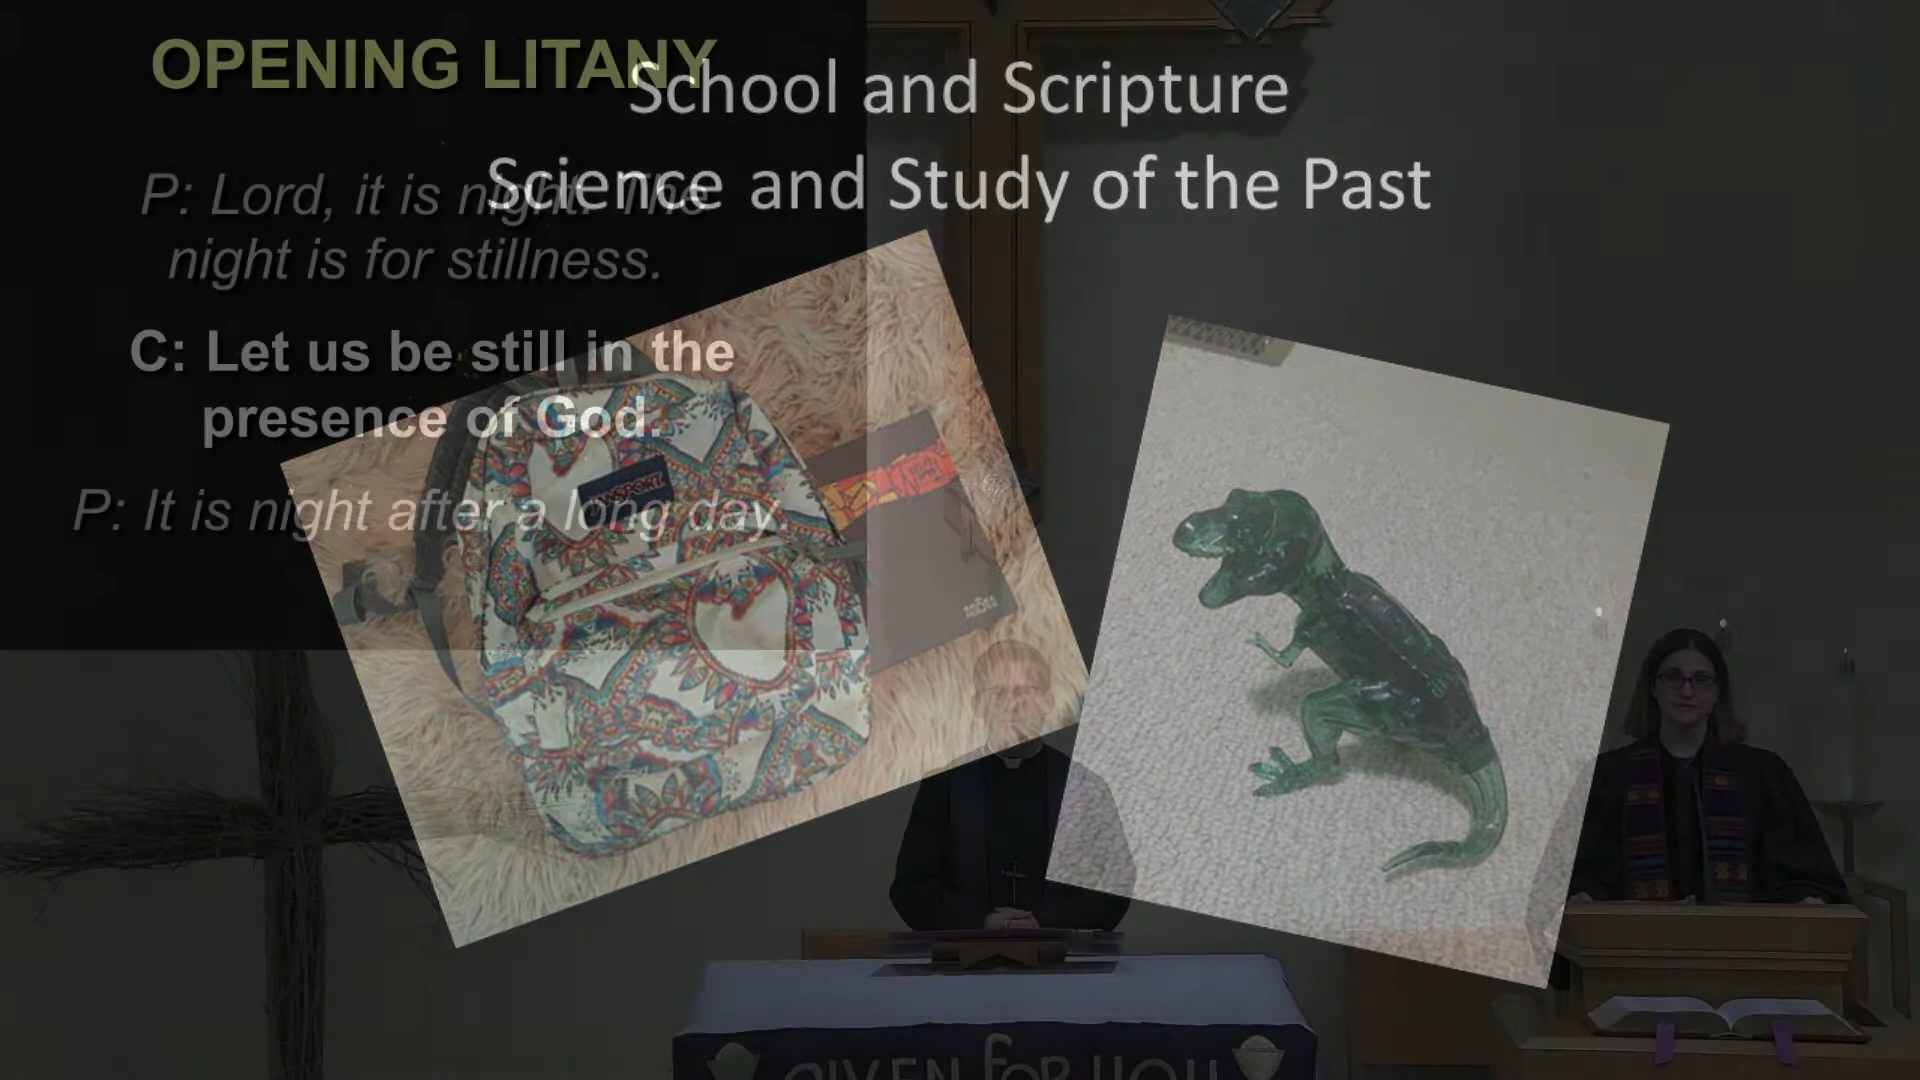 OPENING LITANY
School and Scripture
Science and Study of the Past
P: Lord, it is night. The
night is for stillness.
C: Let us be still in the
presence of God.
P: It is night after a long day.
JANSPORT
GIVEN FOR YOU